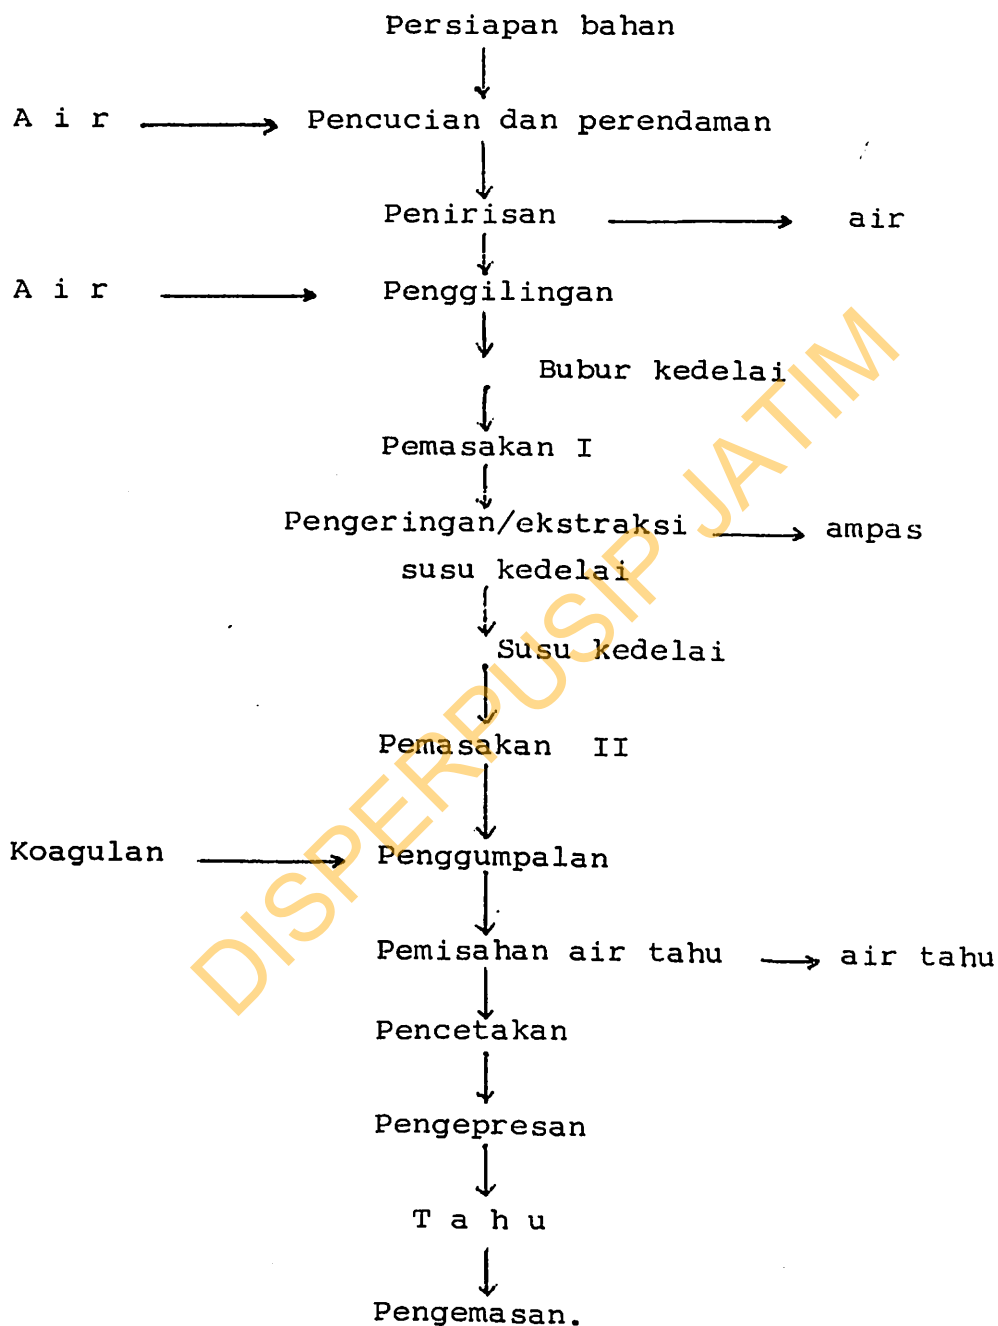 Persiapan bahan
A i r Pencucian dan perendaman
Penirisan air
A i r Penggilingan
Bubur kedelai
Pemasakan I
Pengeringan/ekstraksi ampas
susu kedelai
Susu kedelai
Pemasakan II
Koagulan Penggumpalan
Pemisahan air tahu air tahu
Pencetakan
Pengepresan
T a h u
Pengemasan.
DISPERPUSIP JATIM